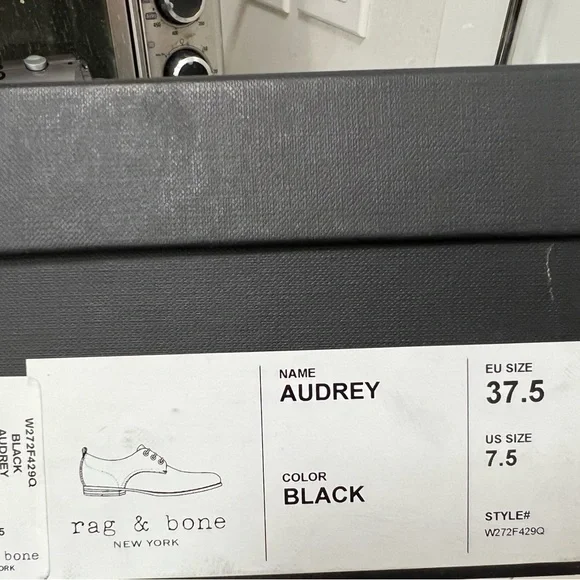 NAME
AUDREY
COLOR
BLACK
EU SIZE
37.5
US SIZE
7.5
STYLE#
W272F429Q
rag & bone
NEW YORK
W272F429Q
BLACK
AUDREY
5
bone
ORK